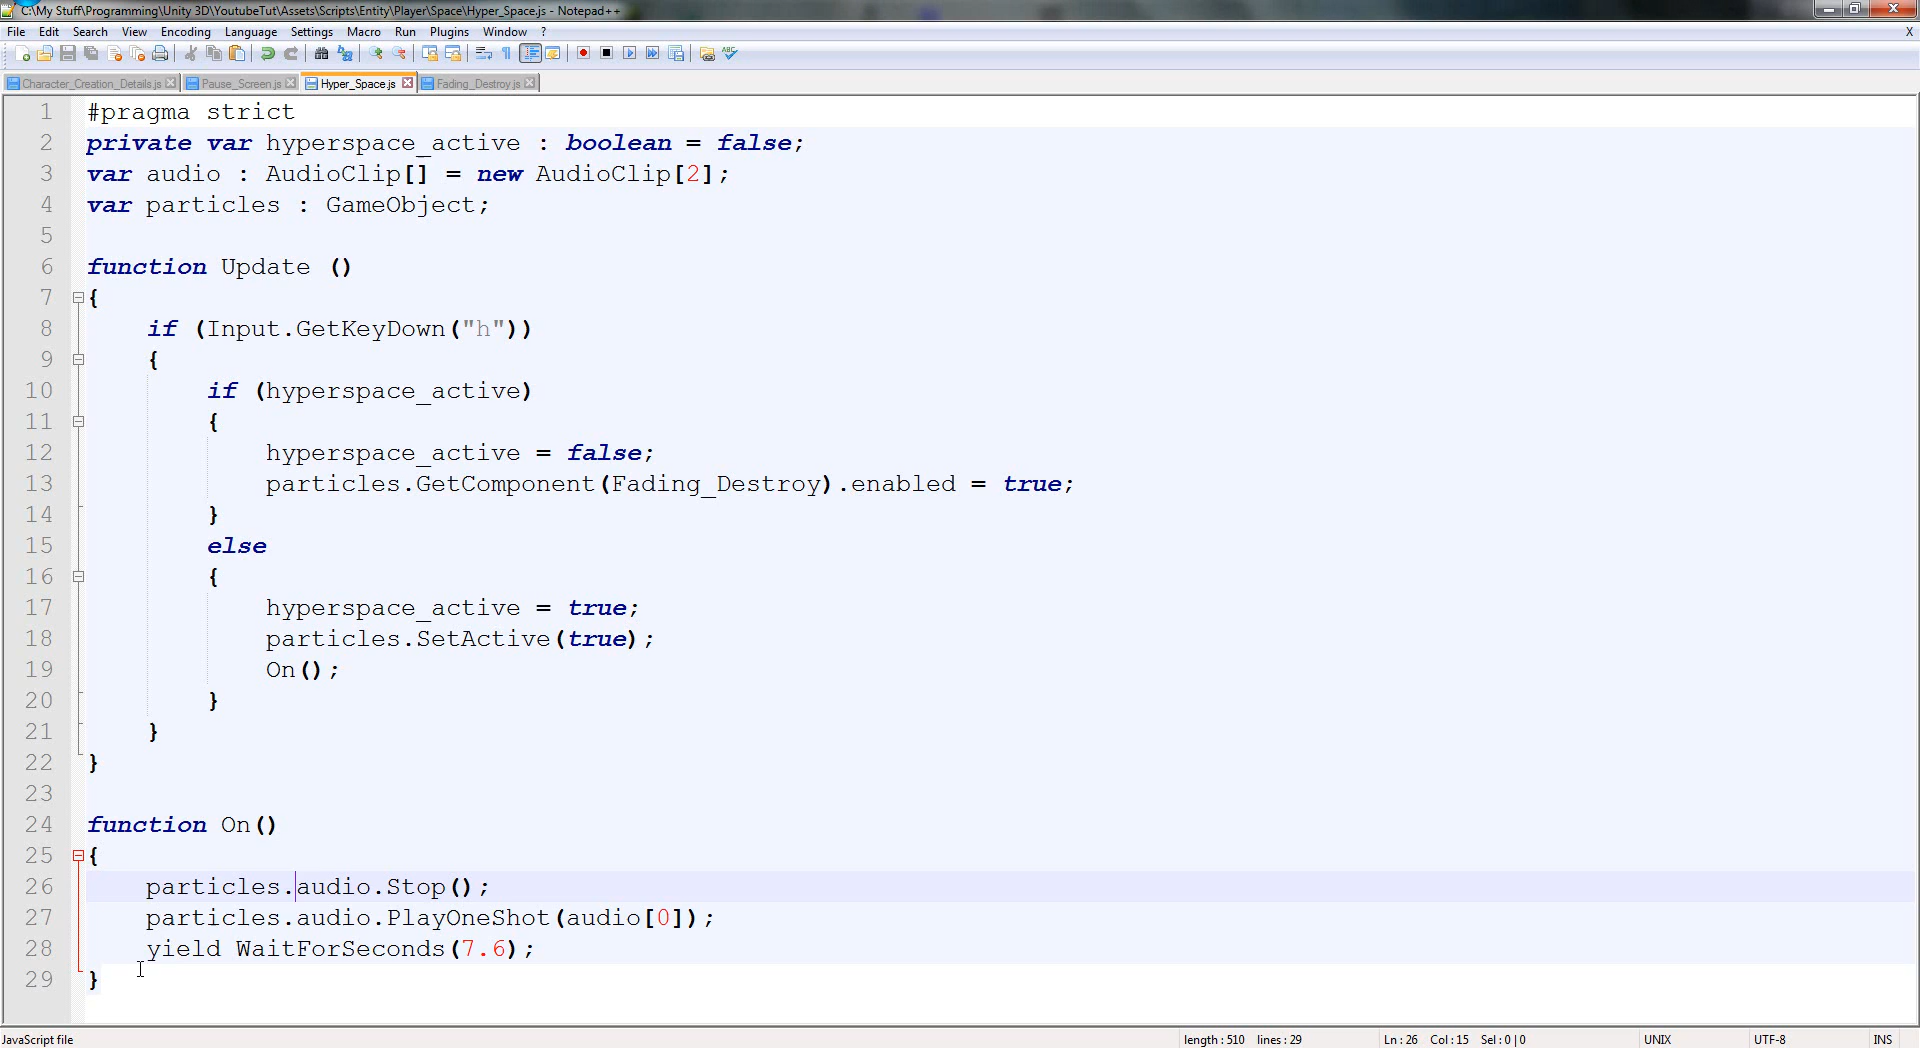 C:\My Stuff\Programming\Unity 3D\YoutubeTut\Assets\Scripts\Entity\Player\Space\Hyper_Space.js - Notepad++
File Edit Search View Encoding Language Settings Macro Run Plugins Window ? X
Character_Creation_Details.js Pause_Screen.js Hyper_Space.js Fading_Destroy.js
1 #pragma strict
2 private var hyperspace_active : boolean = false;
3 var audio : AudioClip[] = new AudioClip[2];
4 var particles : GameObject;
5
6 function Update ()
7 {
8 if (Input.GetKeyDown("h"))
9 {
10 if (hyperspace_active)
11 {
12 hyperspace_active = false;
13 particles.GetComponent(Fading_Destroy).enabled = true;
14 }
15 else
16 {
17 hyperspace_active = true;
18 particles.SetActive(true);
19 On();
20 }
21 }
22 }
23
24 function On()
25 {
26 particles.audio.Stop();
27 particles.audio.PlayOneShot(audio[0]);
28 yield WaitForSeconds(7.6);
29 }
JavaScript file length : 510 lines : 29 Ln : 26 Col : 15 Sel : 0 | 0 UNIX UTF-8 INS